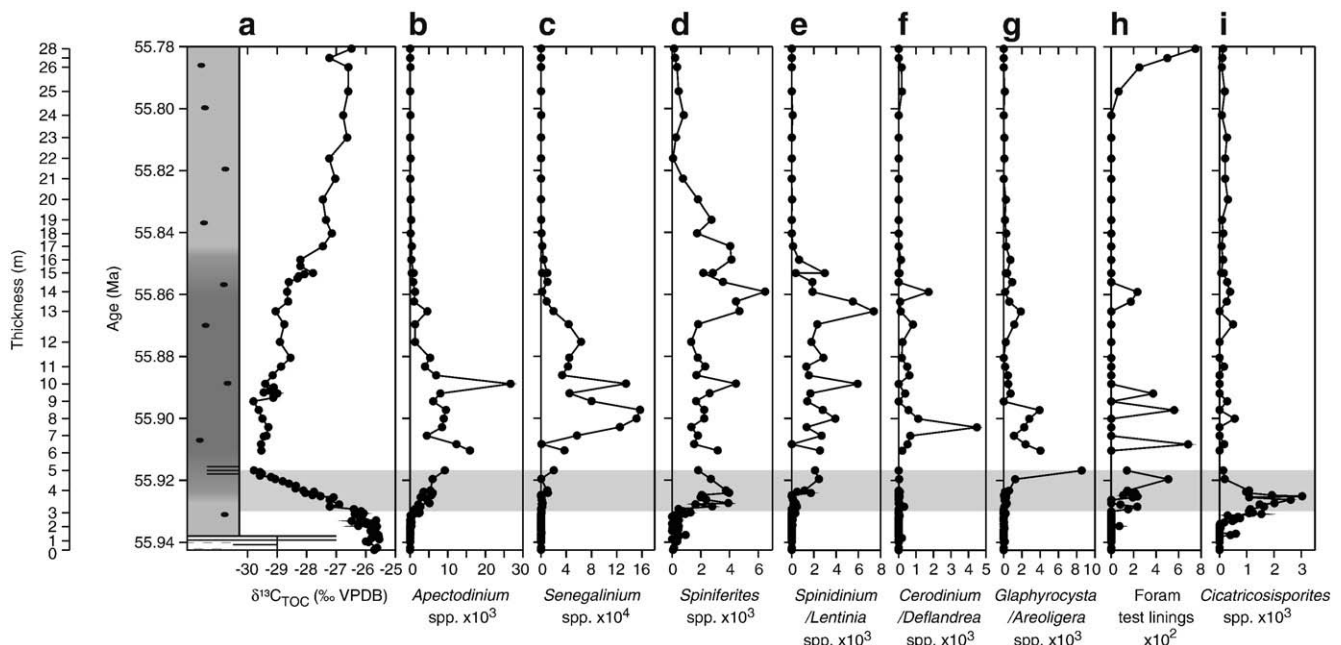 a b c d e f g h i
Thickness (m)
28
26
25
24
23
22
21
20
19
18
17
16
15
14
13
12
11
10
9
8
7
6
5
4
3
2
1
0
Age (Ma)
55.78
55.80
55.82
55.84
55.86
55.88
55.90
55.92
55.94
-30 -29 -28 -27 -26 -25
0 10 20 30
0 4 8 12 16
0 2 4 6
0 2 4 6 8
0 1 2 3 4 5
0 2 4 6 8 10
0 2 4 6 8
0 1 2 3
δ¹³C_TOC (‰ VPDB)
Apectodinium
spp. x10³
Senegalinium
spp. x10⁴
Spiniferites
spp. x10³
Spinidinium
/Lentinia
spp. x10³
Cerodinium
/Deflandrea
spp. x10³
Glaphyrocysta
/Areoligera
spp. x10³
Foram
test linings
x10²
Cicatricosisporites
spp. x10³